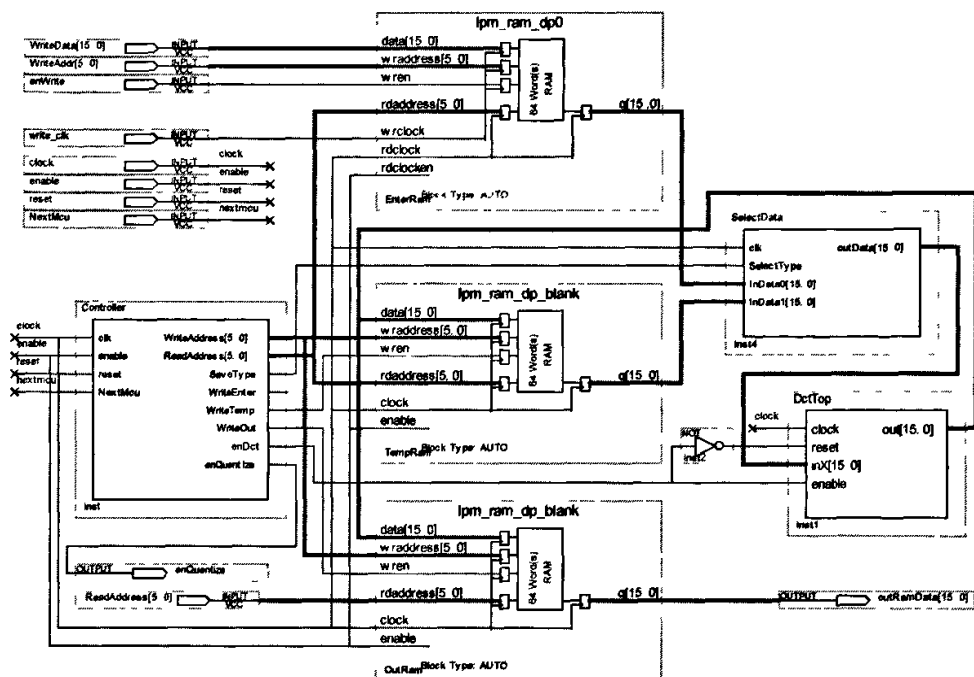 lpm_ram_dp0
WriteData[15 0] INPUT VCC data[15 0]
WriteAddr[5 0] INPUT VCC wraddress[5 0]
enWrite INPUT VCC wren
64 Word(s) RAM
rdaddress[5 0] q[15 0]
write_clk INPUT VCC wrclock
clock INPUT VCC clock rdclock
enable INPUT VCC enable rdclocken
reset INPUT VCC reset
NextMcu INPUT VCC nextmcu
EnterRam Block Type: AUTO
SelectData
clk outData[15 0]
SelectType
InData0[15 0]
InData1[15 0]
inst4
lpm_ram_dp_blank
data[15 0]
wraddress[5 0]
wren
64 Word(s) RAM
rdaddress[5 0] q[15 0]
clock
enable
TempRam Block Type: AUTO
Controller
clock clk WriteAddress[5 0]
enable enable ReadAddress[5 0]
reset reset SaveType
nextmcu NextMcu WriteEnter
WriteTemp
WriteOut
enDct
enQuantize
inst
DctTop
clock clock out[15 0]
NOT reset
inst2 inX[15 0]
enable
inst1
lpm_ram_dp_blank
data[15 0]
wraddress[5 0]
OUTPUT enQuantize wren
64 Word(s) RAM
ReadAddress[5 0] INPUT VCC rdaddress[5 0] q[15 0] OUTPUT outRamData[15 0]
clock
enable
OutRam Block Type: AUTO